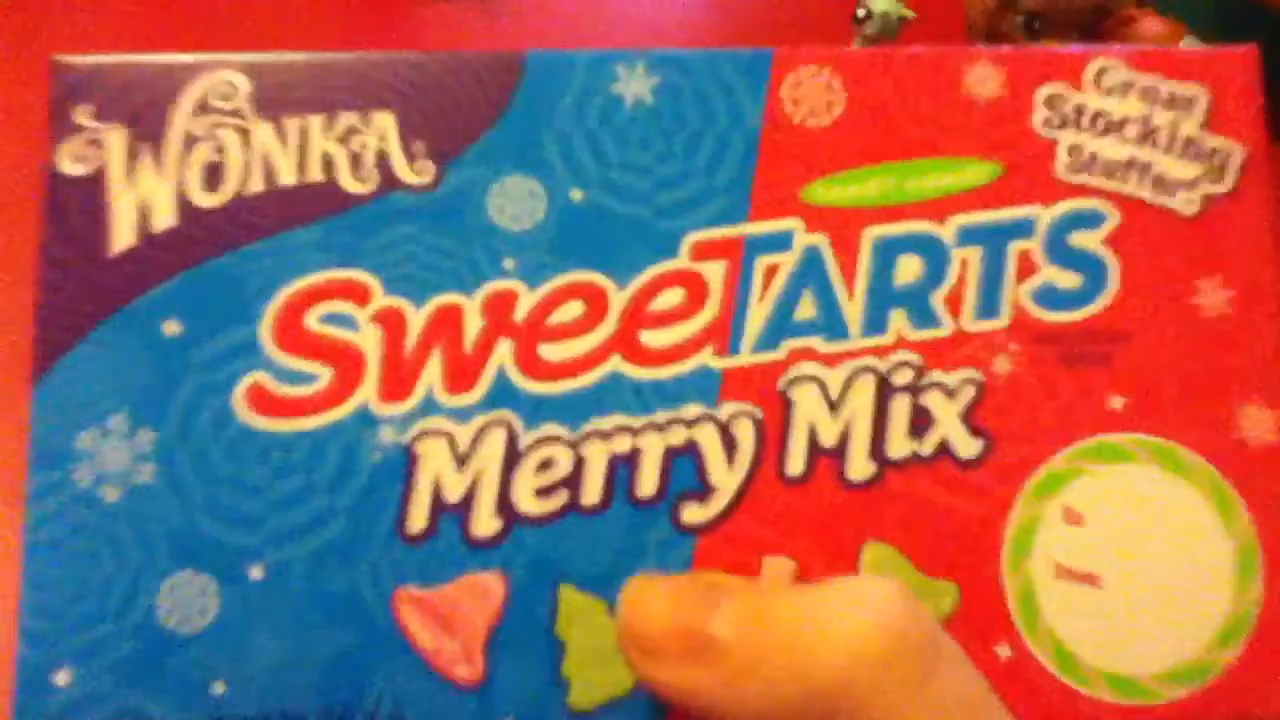 WONKA
Great
Stocking
Stuffer!
SweeTARTS
Merry Mix